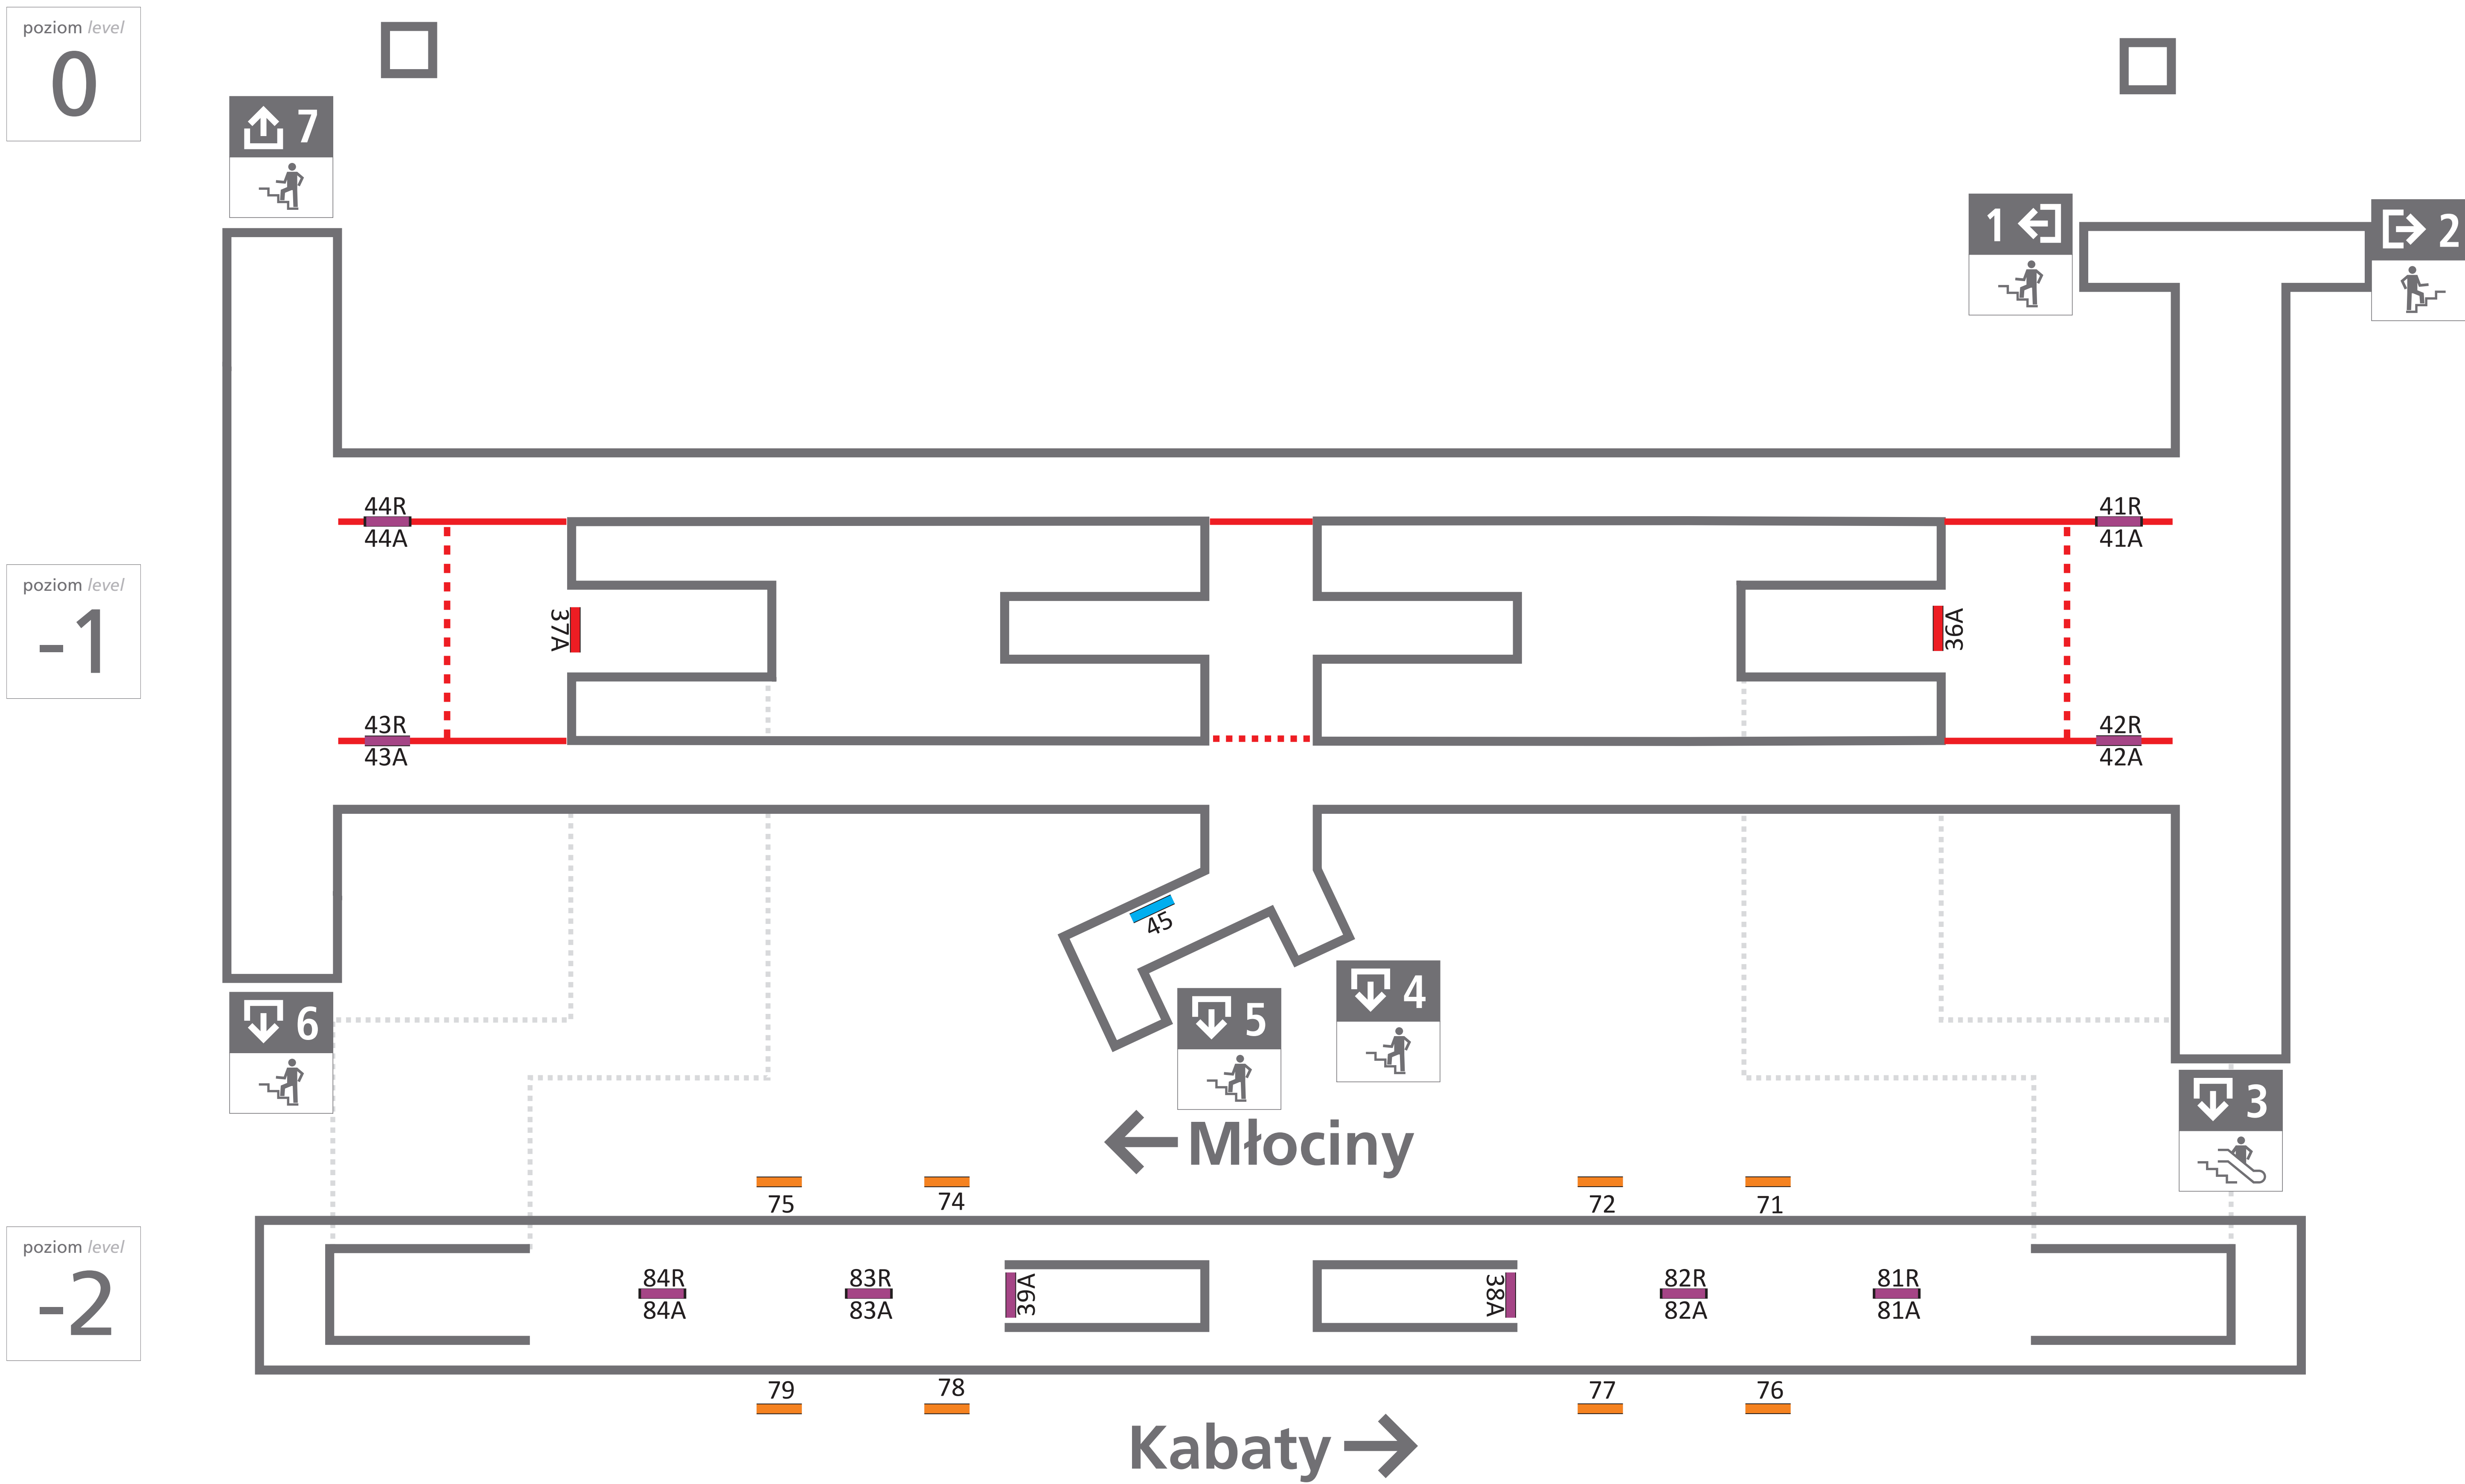 poziom level
0
7
1
2
44R
44A
41R
41A
poziom level
-1
37A
36A
43R
43A
42R
42A
45
6
5
4
3
Młociny
75
74
72
71
poziom level
-2
84R
84A
83R
83A
39A
38A
82R
82A
81R
81A
79
78
77
76
Kabaty